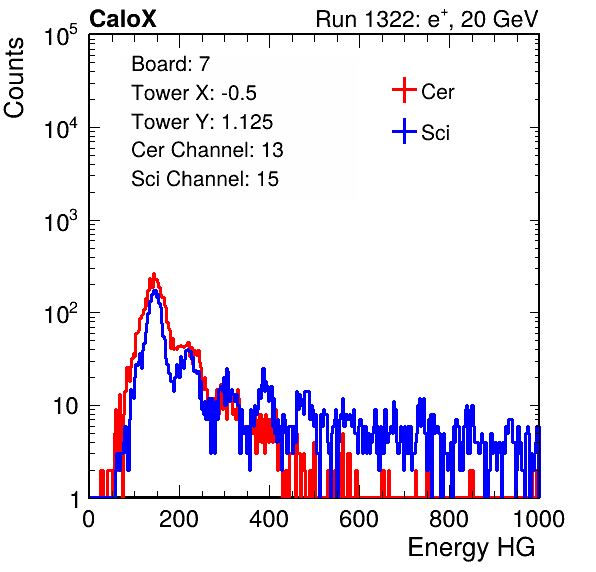 CaloX Run 1322: e⁺, 20 GeV
Counts
10⁵
10⁴
10³
10²
10
1
Board: 7
Tower X: -0.5
Tower Y: 1.125
Cer Channel: 13
Sci Channel: 15
Cer
Sci
0 200 400 600 800 1000
Energy HG